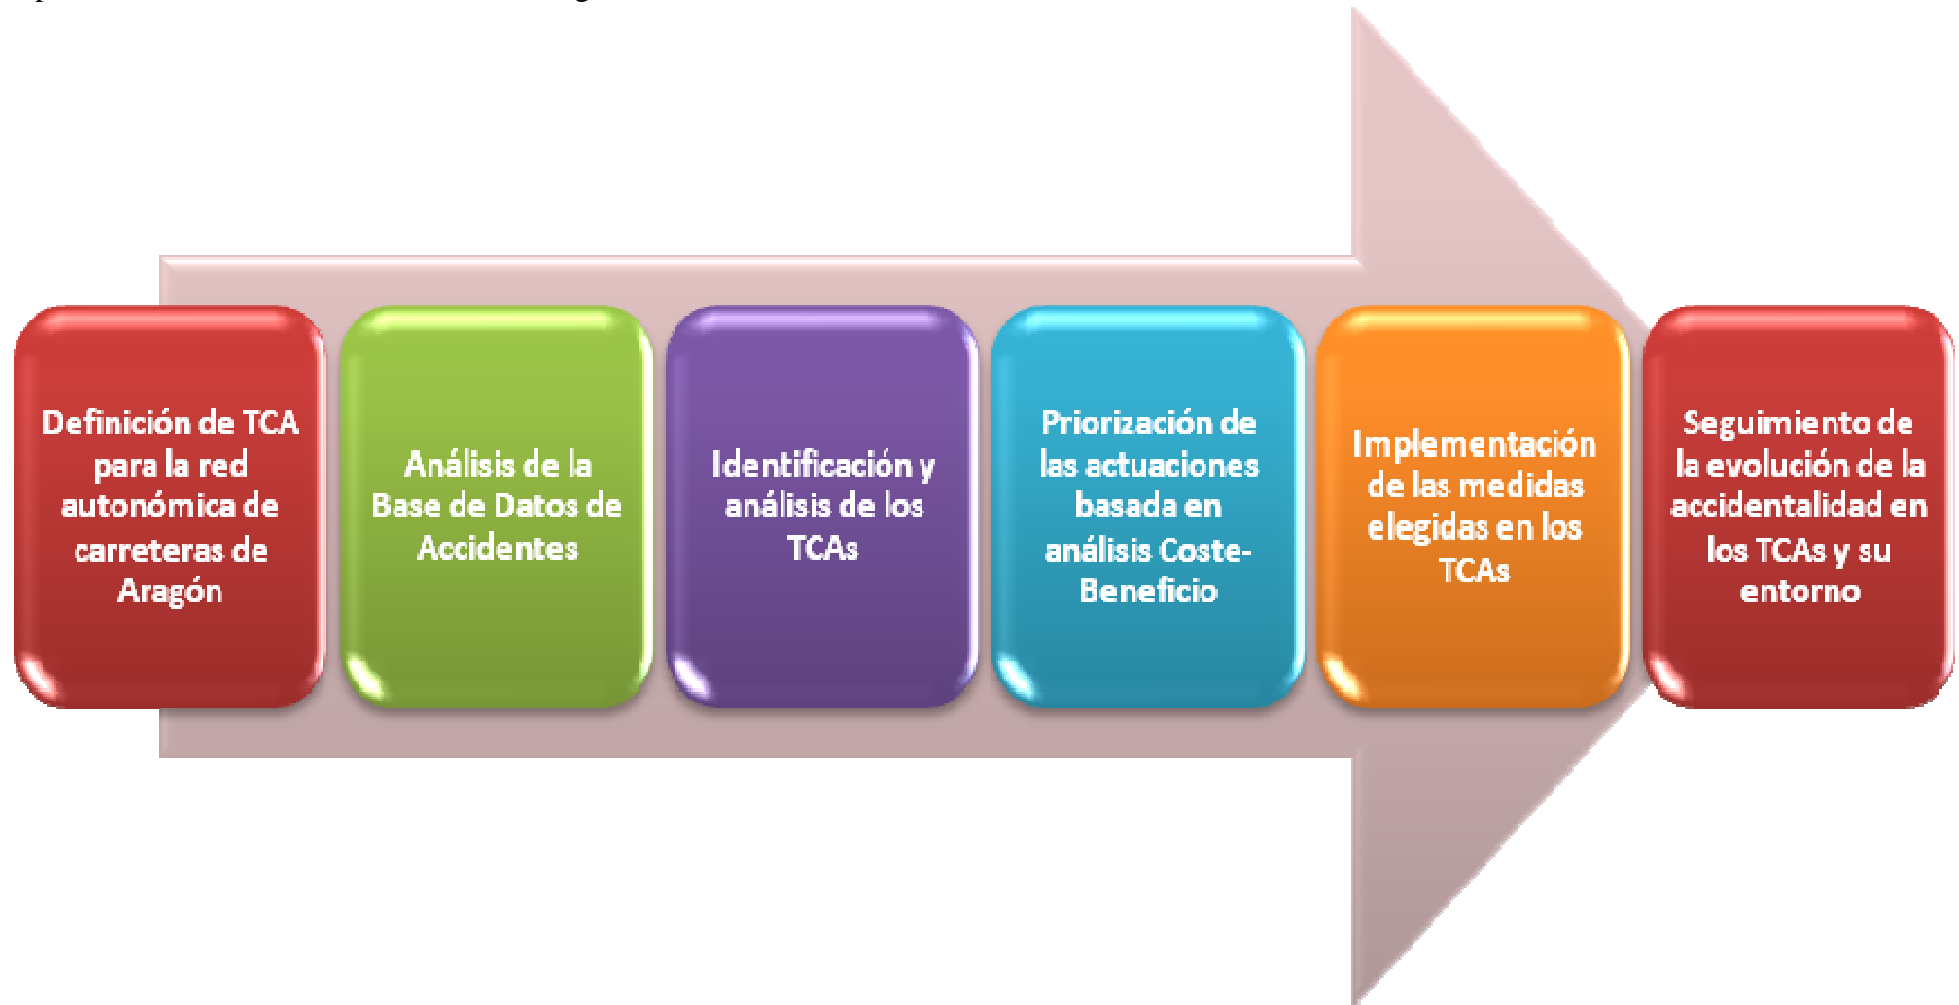 Definición de TCA
para la red
autonómica de
carreteras de
Aragón
Análisis de la
Base de Datos de
Accidentes
Identificación y
análisis de los
TCAs
Priorización de
las actuaciones
basada en
análisis Coste-
Beneficio
Implementación
de las medidas
elegidas en los
TCAs
Seguimiento de
la evolución de la
accidentalidad en
los TCAs y su
entorno